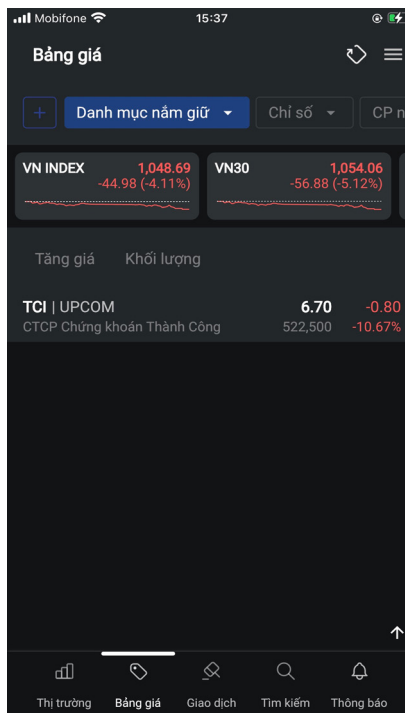 Mobifone 15:37
Bảng giá
+ Danh mục nắm giữ Chỉ số CP n
VN INDEX 1,048.69 VN30 1,054.06
-44.98 (-4.11%) -56.88 (-5.12%)
Tăng giá Khối lượng
TCI | UPCOM 6.70 -0.80
CTCP Chứng khoán Thành Công 522,500 -10.67%
Thị trường Bảng giá Giao dịch Tìm kiếm Thông báo